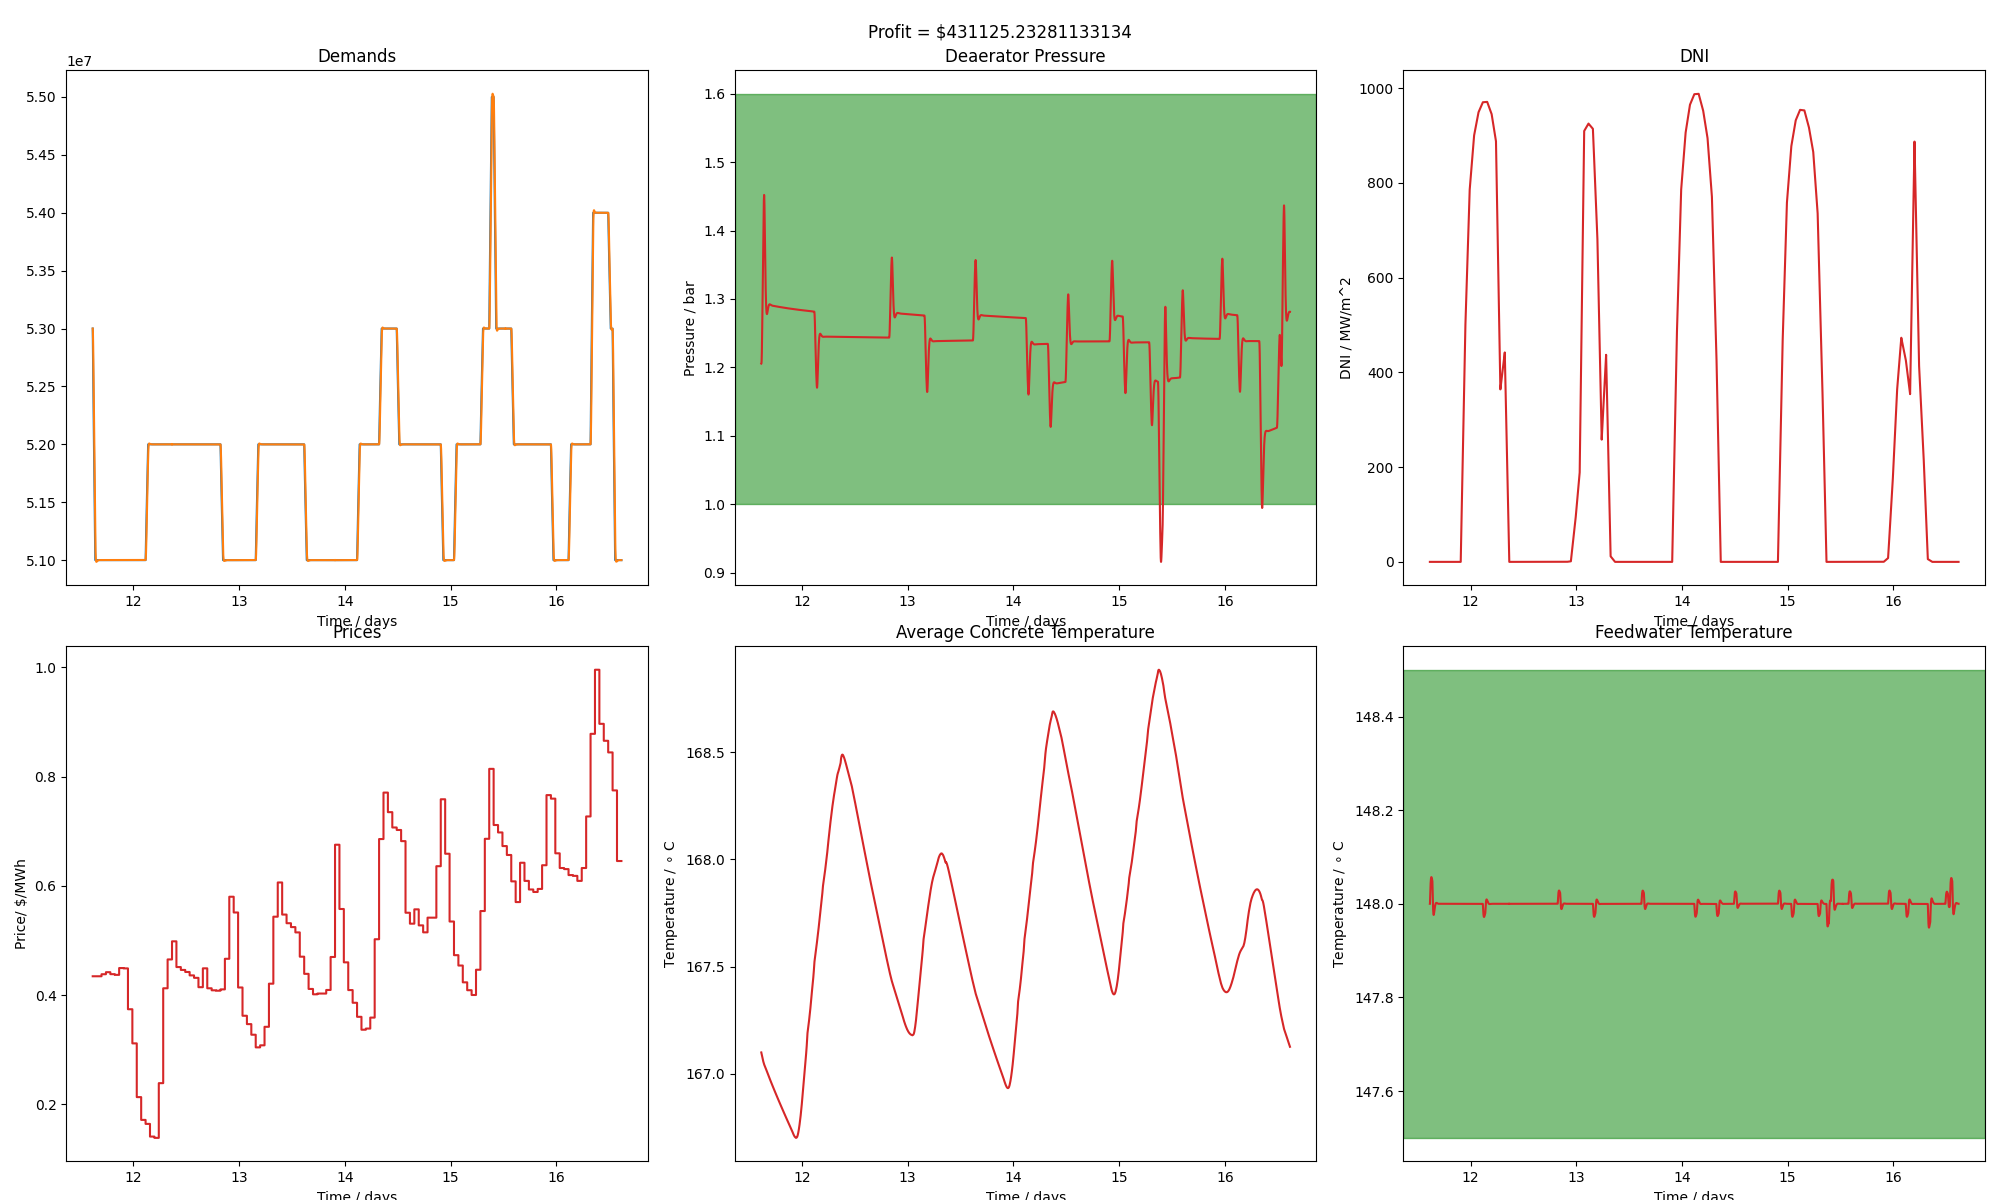 Profit = $431125.23281133134
Demands
1e7
5.50
5.45
5.40
5.35
5.30
5.25
5.20
5.15
5.10
12 13 14 15 16
Time / days
Deaerator Pressure
Pressure / bar
1.6
1.5
1.4
1.3
1.2
1.1
1.0
0.9
12 13 14 15 16
Time / days
DNI
DNI / MW/m^2
1000
800
600
400
200
0
12 13 14 15 16
Time / days
Prices
Price/ $/MWh
1.0
0.8
0.6
0.4
0.2
12 13 14 15 16
Time / days
Average Concrete Temperature
Temperature / ∘ C
168.5
168.0
167.5
167.0
12 13 14 15 16
Time / days
Feedwater Temperature
Temperature / ∘ C
148.4
148.2
148.0
147.8
147.6
12 13 14 15 16
Time / days